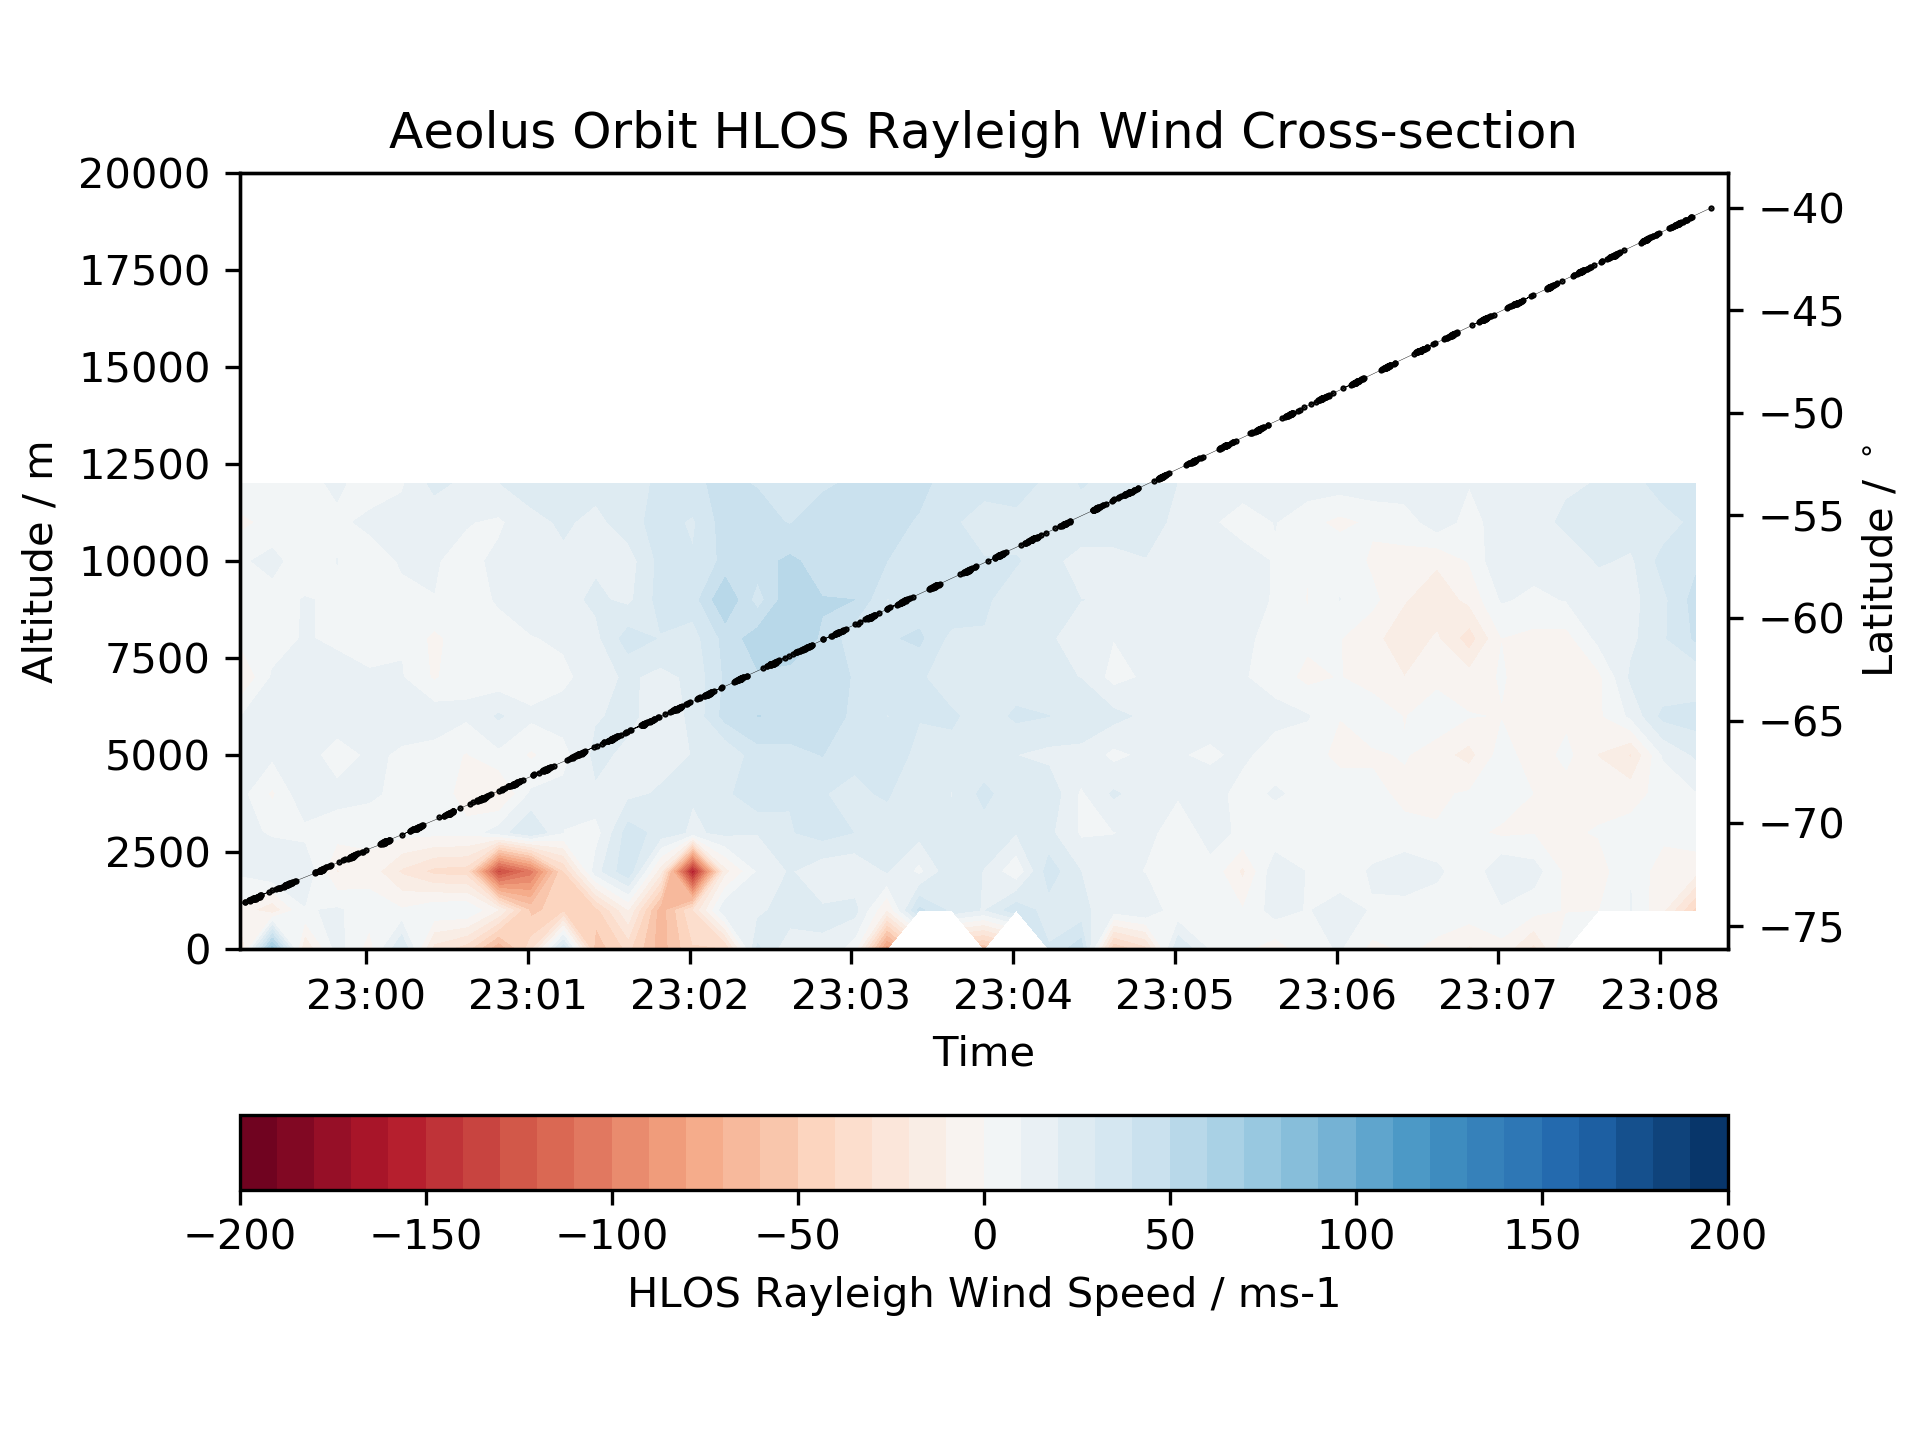 Aeolus Orbit HLOS Rayleigh Wind Cross-section
20000
17500
15000
12500
10000
7500
5000
2500
0
Altitude / m
−40
−45
−50
−55
−60
−65
−70
−75
Latitude / °
23:00 23:01 23:02 23:03 23:04 23:05 23:06 23:07 23:08
Time
−200 −150 −100 −50 0 50 100 150 200
HLOS Rayleigh Wind Speed / ms-1